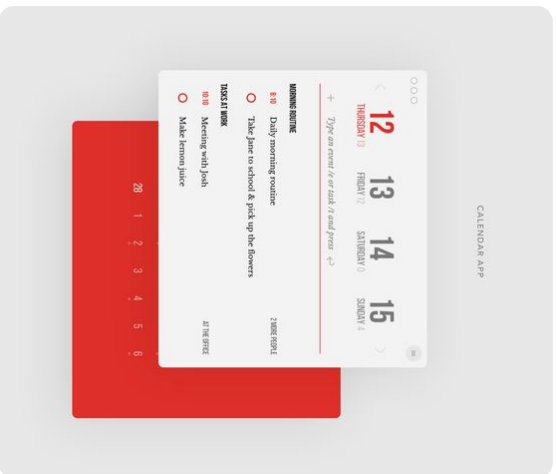 CALENDAR APP
12 13 14 15
THURSDAY 13 FRIDAY 12 SATURDAY 0 SUNDAY 4
Type an event /e or task /t and press
MORNING ROUTINE
8:10 Daily morning routine 2 MORE PEOPLE
Take Jane to school & pick up the flowers
TASKS AT WORK
10:10 Meeting with Josh AT THE OFFICE
Make lemon juice
28 1 2 3 4 5 6